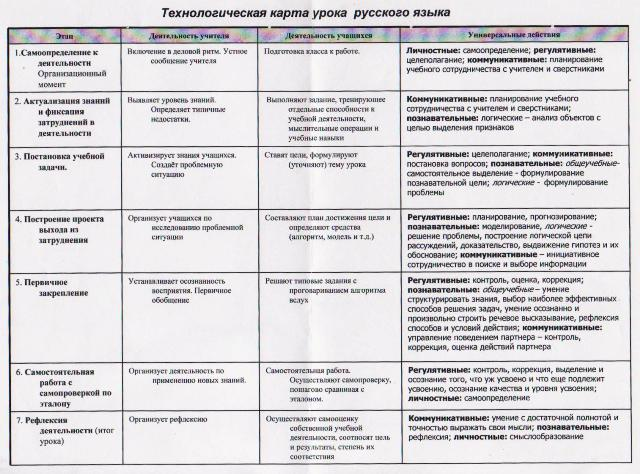 Технологическая карта урока русского языка
Этап
Деятельность учителя
Деятельность учащихся
Универсальные действия
1.Самоопределение к
деятельности
Организационный
момент
Включение в деловой ритм. Устное
сообщение учителя
Подготовка класса к работе.
Личностные: самоопределение; регулятивные:
целеполагание; коммуникативные: планирование
учебного сотрудничества с учителем и сверстниками
2. Актуализация знаний
и фиксация
затруднений в
деятельности
Выявляет уровень знаний.
Определяет типичные
недостатки.
Выполняют задание, тренирующее
отдельные способности к
учебной деятельности,
мыслительные операции и
учебные навыки
Коммуникативные: планирование учебного
сотрудничества с учителем и сверстниками;
познавательные: логические – анализ объектов с
целью выделения признаков
3. Постановка учебной
задачи.
Активизирует знания учащихся.
Создаёт проблемную
ситуацию
Ставят цели, формулируют
(уточняют) тему урока
Регулятивные: целеполагание; коммуникативные:
постановка вопросов; познавательные: общеучебные-
самостоятельное выделение - формулирование
познавательной цели; логические - формулирование
проблемы
4. Построение проекта
выхода из
затруднения
Организует учащихся по
исследованию проблемной
ситуации
Составляют план достижения цели и
определяют средства
(алгоритм, модель и т.д.)
Регулятивные: планирование, прогнозирование;
познавательные: моделирование, логические -
решение проблемы, построение логической цепи
рассуждений, доказательство, выдвижение гипотез и их
обоснование; коммуникативные – инициативное
сотрудничество в поиске и выборе информации
5. Первичное
закрепление
Устанавливает осознанность
восприятия. Первичное
обобщение
Решают типовые задания с
проговариванием алгоритма
вслух
Регулятивные: контроль, оценка, коррекция;
познавательные: общеучебные – умение
структурировать знания, выбор наиболее эффективных
способов решения задач, умение осознанно и
произвольно строить речевое высказывание, рефлексия
способов и условий действия; коммуникативные:
управление поведением партнера – контроль,
коррекция, оценка действий партнера
6. Самостоятельная
работа с
самопроверкой по
эталону
Организует деятельность по
применению новых знаний.
Самостоятельная работа.
Осуществляют самопроверку,
пошагово сравнивая с
эталоном.
Регулятивные: контроль, коррекция, выделение и
осознание того, что уж усвоено и что еще подлежит
усвоению, осознание качества и уровня усвоения;
личностные: самоопределение
7. Рефлексия
деятельности (итог
урока)
Организует рефлексию
Осуществляют самооценку
собственной учебной
деятельности, соотносят цель
и результаты, степень их
соответствия
Коммуникативные: умение с достаточной полнотой и
точностью выражать свои мысли; познавательные:
рефлексия; личностные: смыслообразование